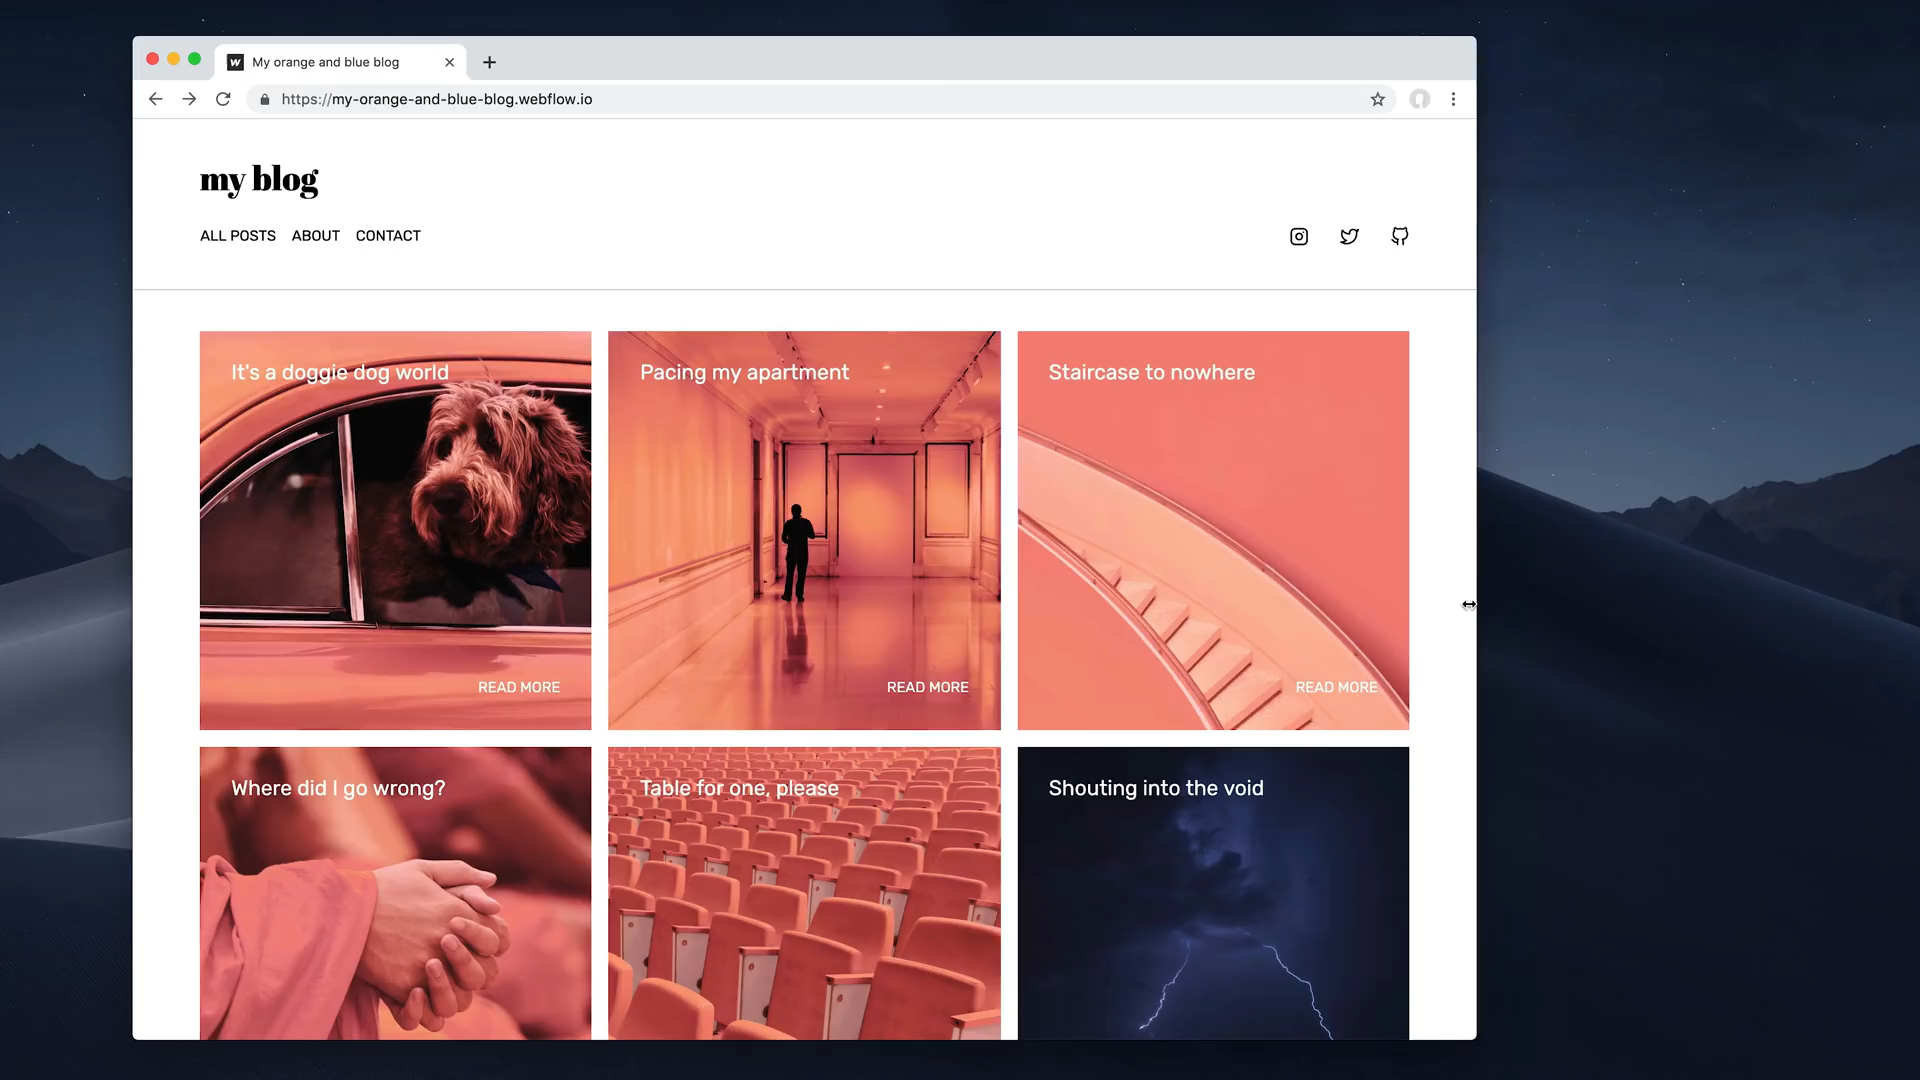 W My orange and blue blog
https://my-orange-and-blue-blog.webflow.io
my blog
ALL POSTS ABOUT CONTACT
It's a doggie dog world
Pacing my apartment
Staircase to nowhere
READ MORE
READ MORE
READ MORE
Where did I go wrong?
Table for one, please
Shouting into the void